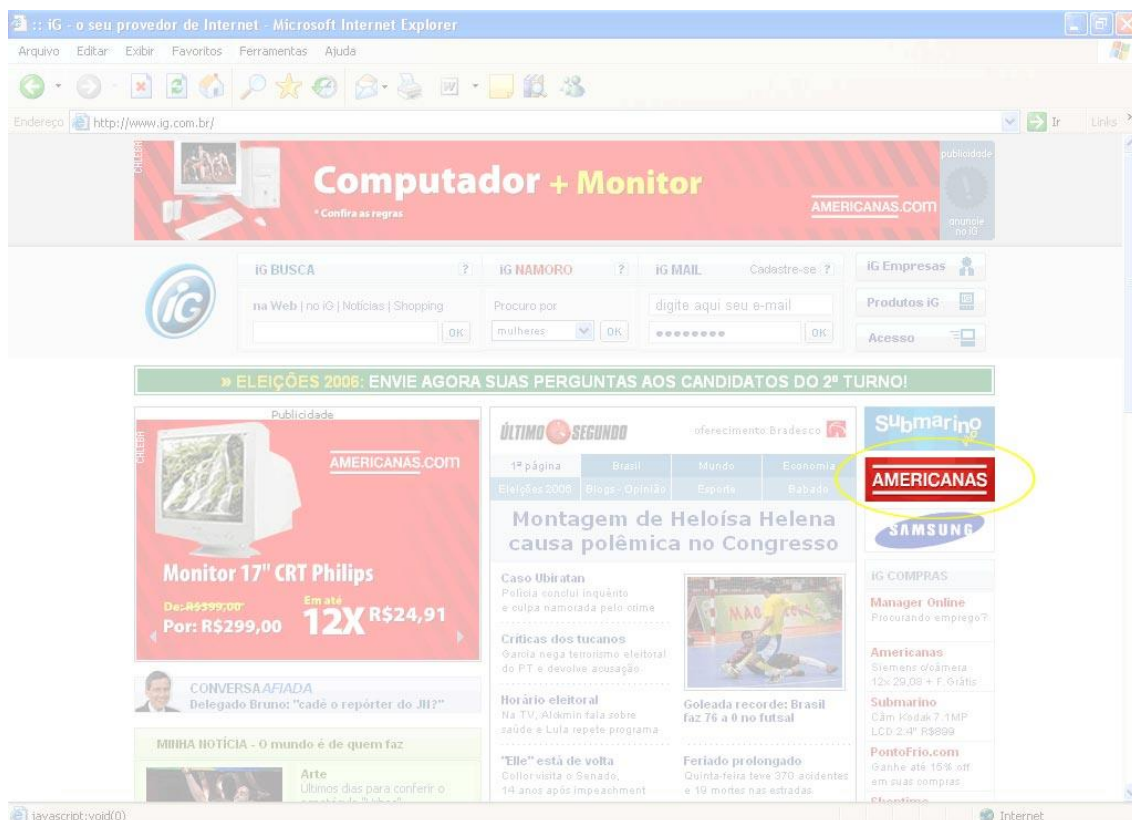 :: iG - o seu provedor de Internet - Microsoft Internet Explorer
Arquivo Editar Exibir Favoritos Ferramentas Ajuda
Endereço http://www.ig.com.br/ Ir Links
publicidade
Computador + Monitor
* Confira as regras
AMERICANAS.com
anuncie
no iG
iG
iG BUSCA ?
na Web | no iG | Notícias | Shopping
OK
iG NAMORO ?
Procuro por
mulheres OK
iG MAIL Cadastre-se ?
digite aqui seu e-mail
OK
iG Empresas
Produtos iG
Acesso
» ELEIÇÕES 2006: ENVIE AGORA SUAS PERGUNTAS AOS CANDIDATOS DO 2º TURNO!
Publicidade
AMERICANAS.com
Monitor 17" CRT Philips
De: R$399,00
Por: R$299,00
Em até
12X R$24,91
CONVERSA AFIADA
Delegado Bruno: "cadê o repórter do JN?"
MINHA NOTÍCIA - O mundo é de quem faz
Arte
Últimos dias para conferir o
ÚLTIMO SEGUNDO
oferecimento Bradesco
1ª página Brasil Mundo Economia
Eleições 2006 Blogs / Opinião Esporte Babado
Montagem de Heloísa Helena
causa polêmica no Congresso
Caso Ubiratan
Polícia conclui inquérito
e culpa namorada pelo crime
Críticas dos tucanos
Garcia nega terrorismo eleitoral
do PT e devolve acusação
Horário eleitoral
Na TV, Alckmin fala sobre
saúde e Lula repete programa
"Elle" está de volta
Collor visita o Senado,
14 anos após impeachment
Goleada recorde: Brasil
faz 76 a 0 no futsal
Feriado prolongado
Quinta-feira teve 370 acidentes
e 19 mortes nas estradas
Submarino
AMERICANAS
SAMSUNG
iG COMPRAS
Manager Online
Procurando emprego?
Americanas
Siemens c/câmera
12x 29,08 + F.Grátis
Submarino
Câm Kodak 7.1MP
LCD 2.4" R$899
PontoFrio.com
Ganhe até 15% off
em suas compras
Shoptime
javascript:void(0) Internet